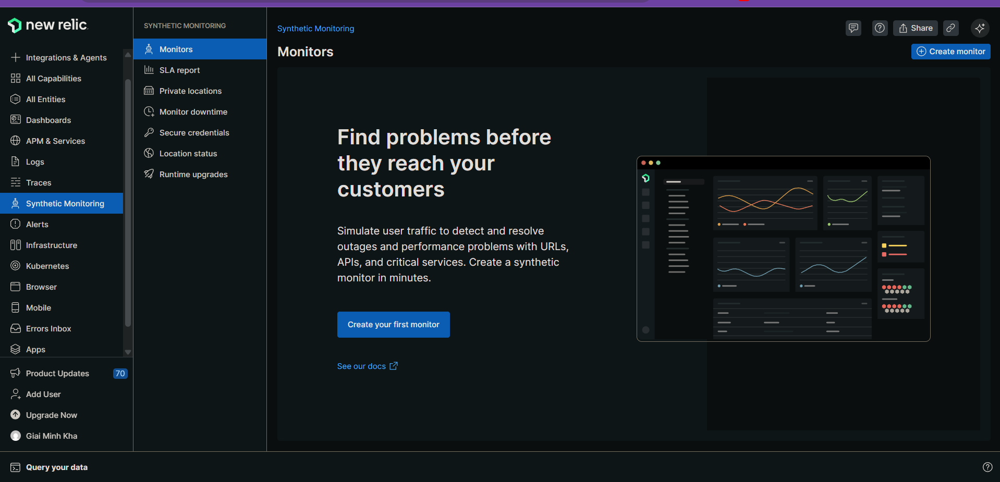 new relic
Integrations & Agents
All Capabilities
All Entities
Dashboards
APM & Services
Logs
Traces
Synthetic Monitoring
Alerts
Infrastructure
Kubernetes
Browser
Mobile
Errors Inbox
Apps
Product Updates 70
Add User
Upgrade Now
Giai Minh Kha
SYNTHETIC MONITORING
Monitors
SLA report
Private locations
Monitor downtime
Secure credentials
Location status
Runtime upgrades
Synthetic Monitoring
Share
Monitors
Create monitor
Find problems before
they reach your
customers
Simulate user traffic to detect and resolve
outages and performance problems with URLs,
APIs, and critical services. Create a synthetic
monitor in minutes.
Create your first monitor
See our docs
Query your data